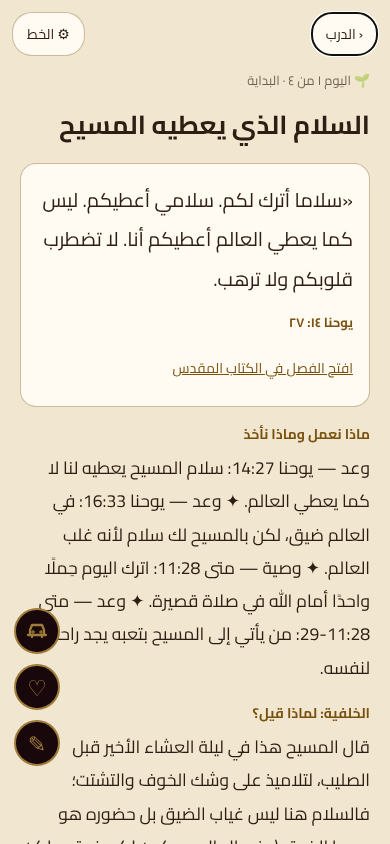 ‹ الدرب
⚙ الخط
🌱 اليوم ١ من ٤ · البداية
السلام الذي يعطيه المسيح
«سلاما أترك لكم. سلامي أعطيكم. ليس
كما يعطي العالم أعطيكم أنا. لا تضطرب
قلوبكم ولا ترهب.
يوحنا ١٤: ٢٧
افتح الفصل في الكتاب المقدس
ماذا نعمل وماذا نأخذ
وعد — يوحنا 14:27: سلام المسيح يعطيه لنا لا
كما يعطي العالم. ✦ وعد — يوحنا 16:33: في
العالم ضيق، لكن بالمسيح لك سلام لأنه غلب
العالم. ✦ وصية — متى 11:28: اترك اليوم حِملًا
واحدًا أمام الله في صلاة قصيرة. ✦ وعد — متى
11:28-29: من يأتي إلى المسيح بتعبه يجد
لنفسه.
الخلفية: لماذا قيل؟
قال المسيح هذا في ليلة العشاء الأخير قبل
الصليب، لتلاميذ على وشك الخوف والتشتت؛
فالسلام هنا ليس غياب الضيق بل حضوره هو